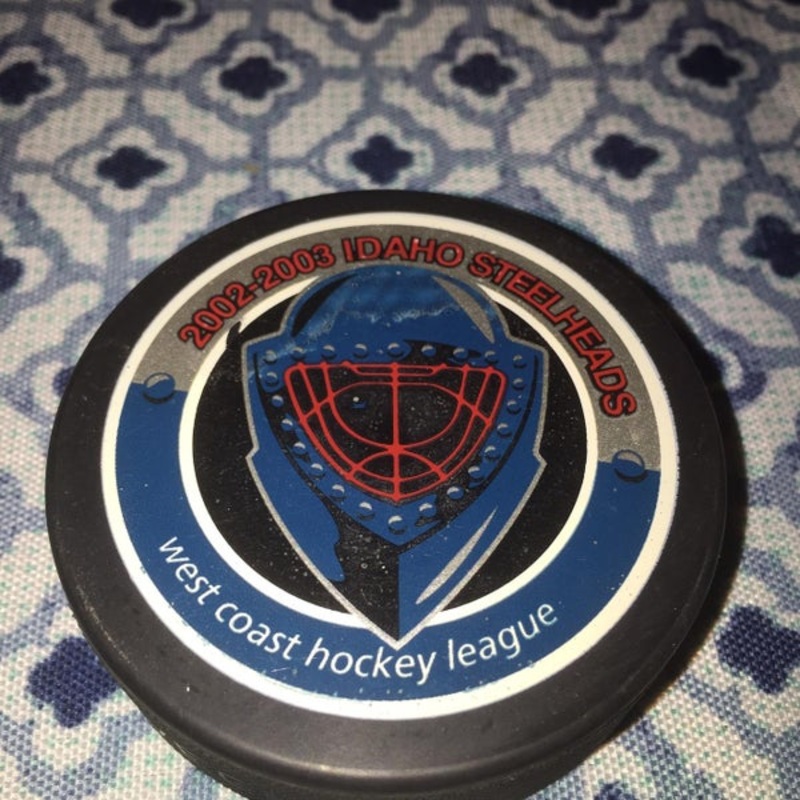 2002-2003 IDAHO STEELHEADS
west coast hockey league